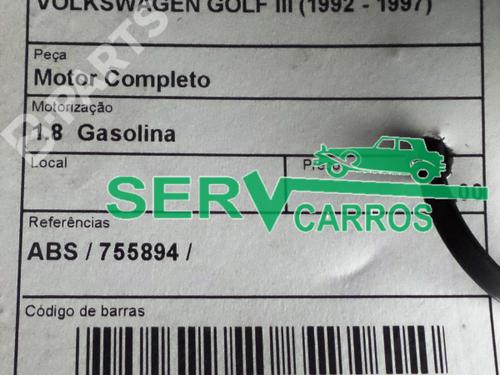 VOLKSWAGEN GOLF III (1992 - 1997)
Peça
Motor Completo
Motorização
1.8 Gasolina
Local
SERV
CARROS
Referências
ABS / 755894 /
Código de barras
B-PARTS